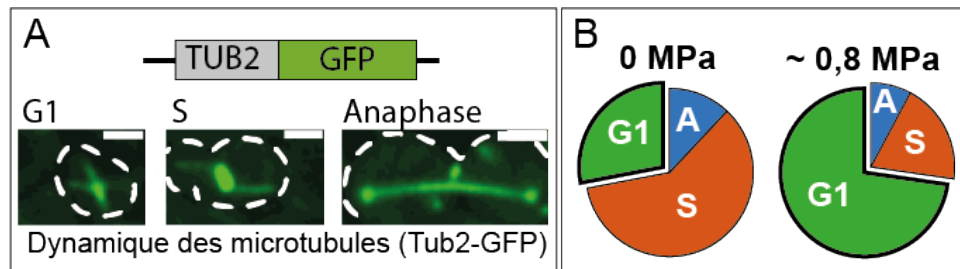 A
TUB2 GFP
G1 S Anaphase
Dynamique des microtubules (Tub2-GFP)
B
0 MPa ~ 0,8 MPa
G1 A S
A S G1